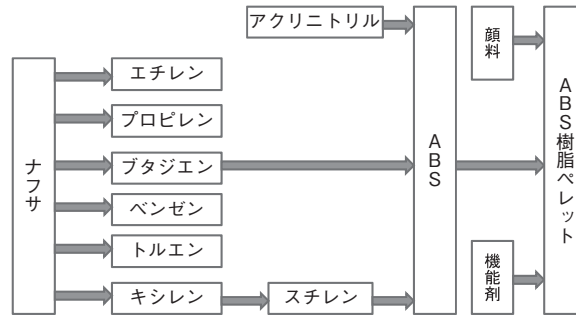 アクリニトリル
顔料
エチレン
プロピレン
ナフサ
ブタジエン
ABS
ABS樹脂ペレット
ベンゼン
トルエン
機能剤
キシレン
スチレン